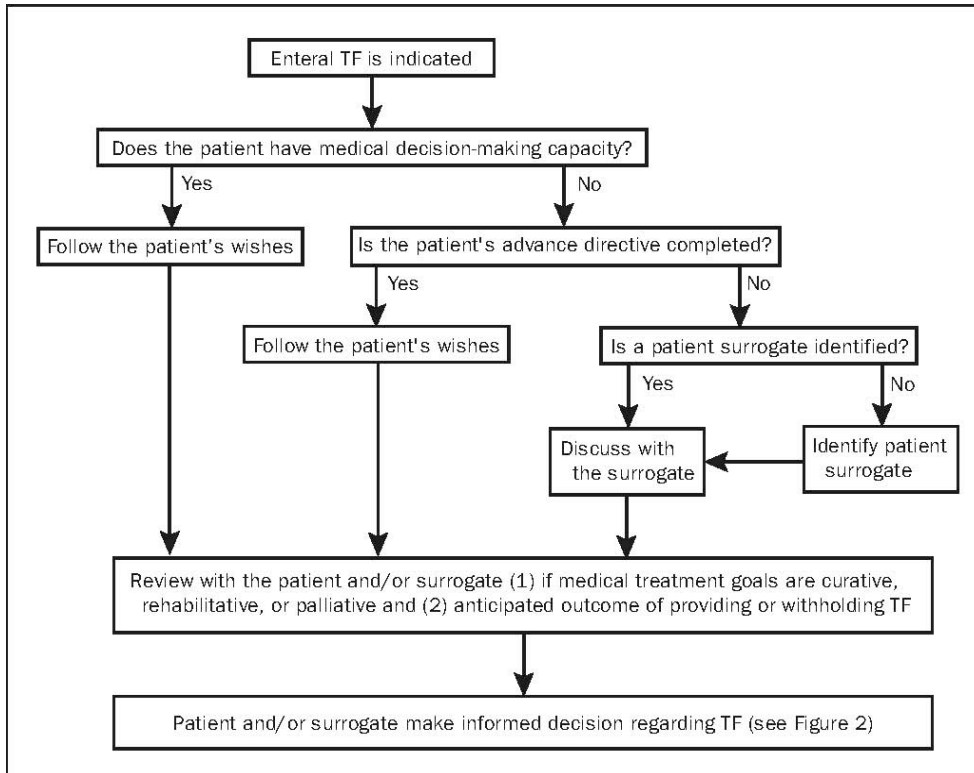 Enteral TF is indicated
Does the patient have medical decision-making capacity?
Yes
No
Follow the patient's wishes
Is the patient's advance directive completed?
Yes
No
Follow the patient's wishes
Is a patient surrogate identified?
Yes
No
Discuss with
the surrogate
Identify patient
surrogate
Review with the patient and/or surrogate (1) if medical treatment goals are curative,
rehabilitative, or palliative and (2) anticipated outcome of providing or withholding TF
Patient and/or surrogate make informed decision regarding TF (see Figure 2)